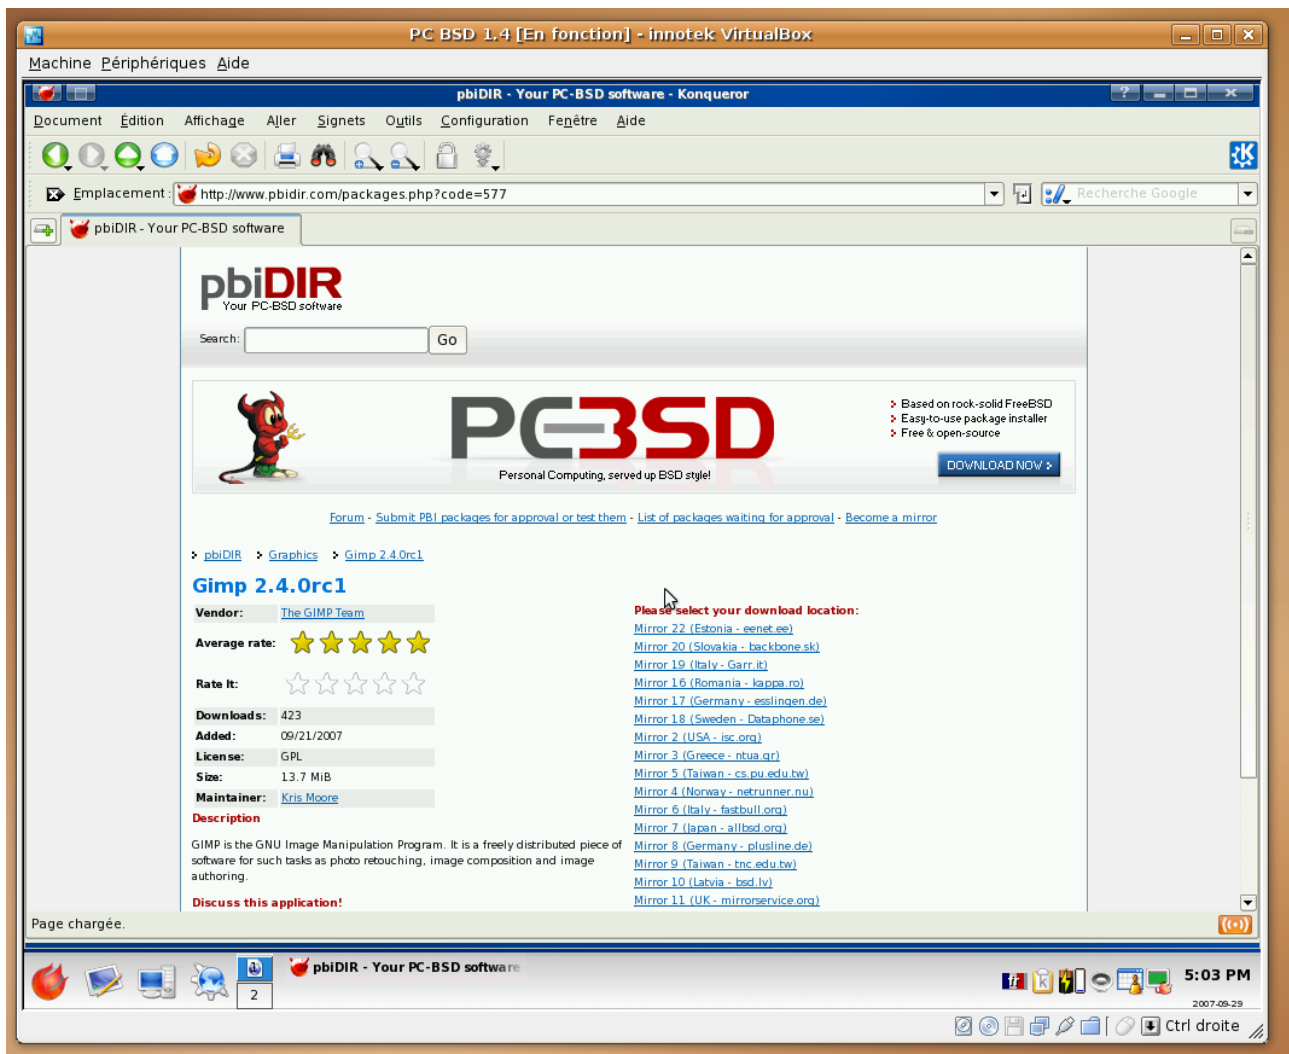 PC BSD 1.4 [En fonction] - innotek VirtualBox
Machine Périphériques Aide
pbiDIR - Your PC-BSD software - Konqueror
Document Édition Affichage Aller Signets Outils Configuration Fenêtre Aide
Emplacement : http://www.pbidir.com/packages.php?code=577 Recherche Google
pbiDIR - Your PC-BSD software
pbiDIR
Your PC-BSD software
Search: Go
PCBSD
Personal Computing, served up BSD style!
Based on rock-solid FreeBSD
Easy-to-use package installer
Free & open-source
DOWNLOAD NOW
Forum - Submit PBI packages for approval or test them - List of packages waiting for approval - Become a mirror
pbiDIR Graphics Gimp 2.4.0rc1
Gimp 2.4.0rc1
Vendor: The GIMP Team
Average rate:
Rate It:
Downloads: 423
Added: 09/21/2007
License: GPL
Size: 13.7 MiB
Maintainer: Kris Moore
Description
GIMP is the GNU Image Manipulation Program. It is a freely distributed piece of
software for such tasks as photo retouching, image composition and image
authoring.
Discuss this application!
Please select your download location:
Mirror 22 (Estonia - eenet.ee)
Mirror 20 (Slovakia - backbone.sk)
Mirror 19 (Italy - Garr.it)
Mirror 16 (Romania - kappa.ro)
Mirror 17 (Germany - esslingen.de)
Mirror 18 (Sweden - Dataphone.se)
Mirror 2 (USA - isc.org)
Mirror 3 (Greece - ntua.gr)
Mirror 5 (Taiwan - cs.pu.edu.tw)
Mirror 4 (Norway - netrunner.nu)
Mirror 6 (Italy - fastbull.org)
Mirror 7 (Japan - allbsd.org)
Mirror 8 (Germany - plusline.de)
Mirror 9 (Taiwan - tnc.edu.tw)
Mirror 10 (Latvia - bsd.lv)
Mirror 11 (UK - mirrorservice.org)
Page chargée.
2
pbiDIR - Your PC-BSD software
5:03 PM
2007-09-29
Ctrl droite